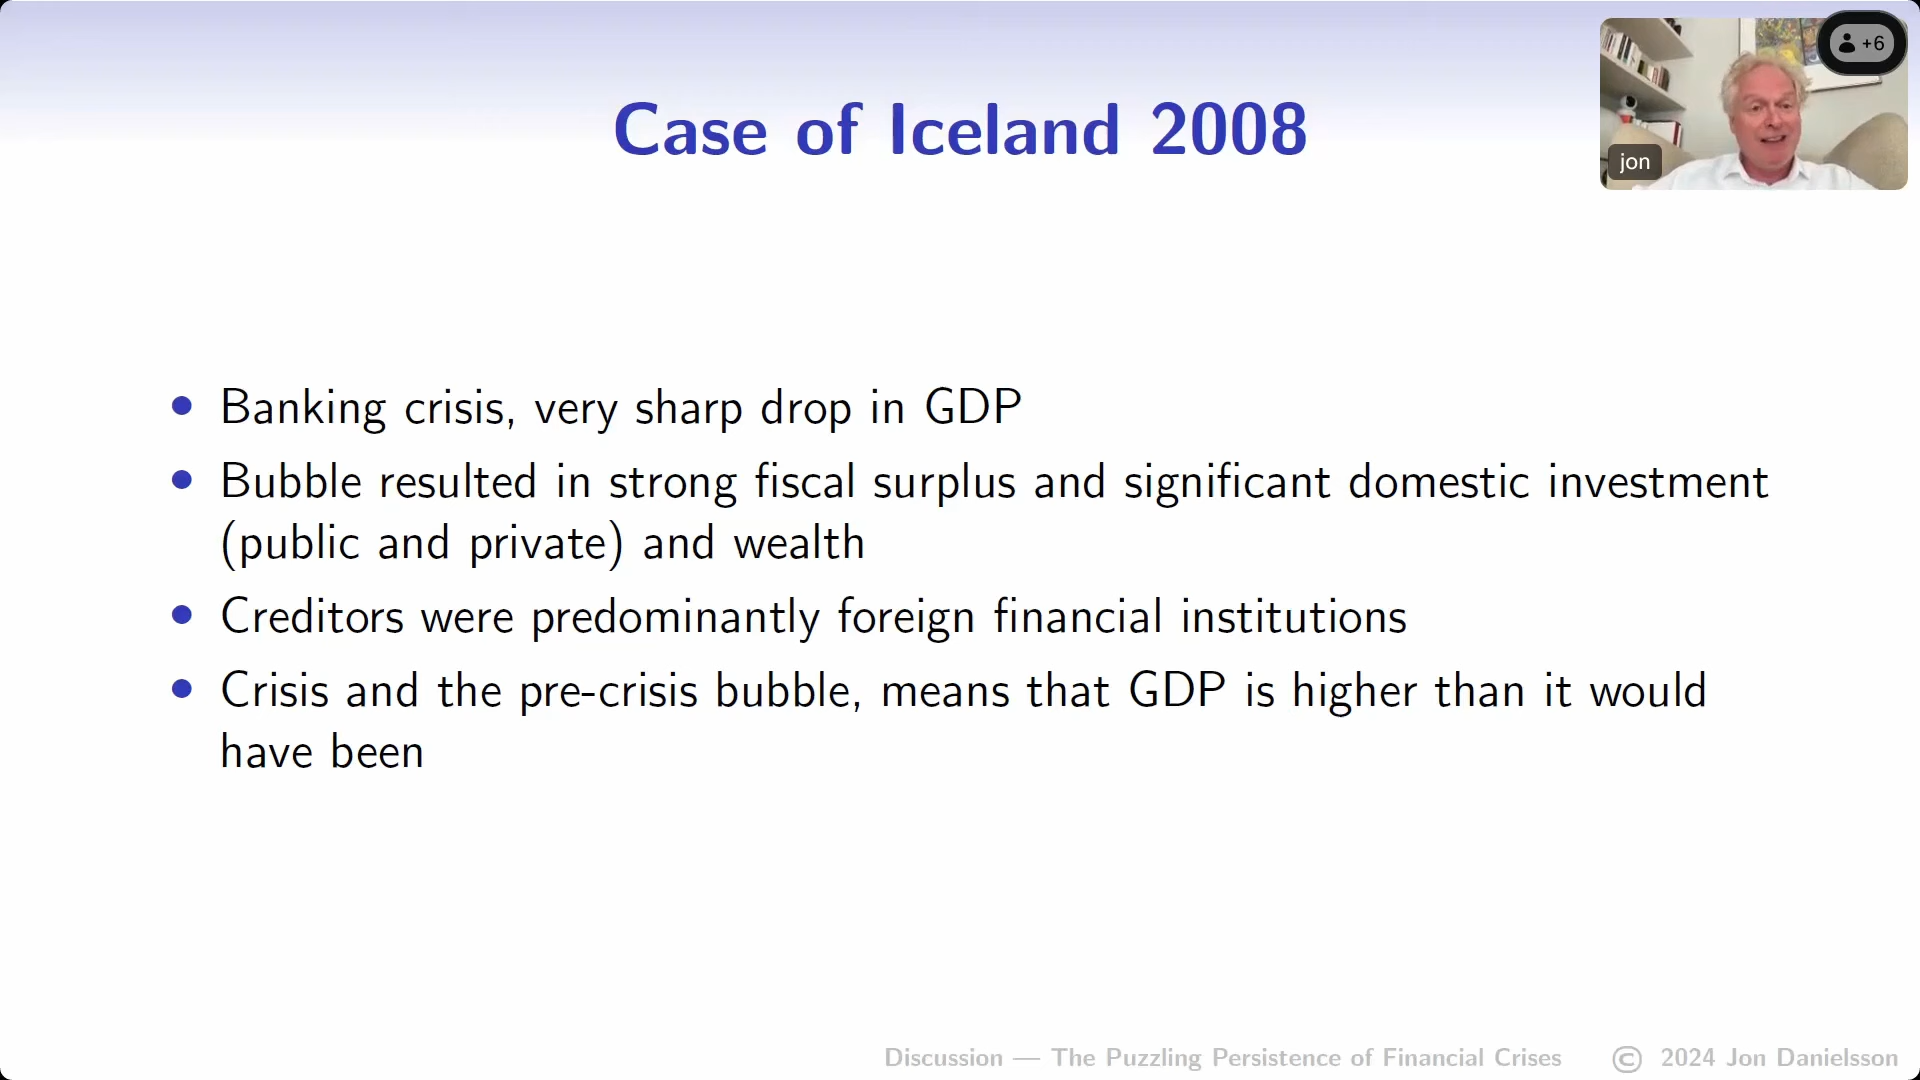 Case of Iceland 2008
+6
jon
• Banking crisis, very sharp drop in GDP
• Bubble resulted in strong fiscal surplus and significant domestic investment
(public and private) and wealth
• Creditors were predominantly foreign financial institutions
• Crisis and the pre-crisis bubble, means that GDP is higher than it would
have been
Discussion — The Puzzling Persistence of Financial Crises © 2024 Jon Danielsson